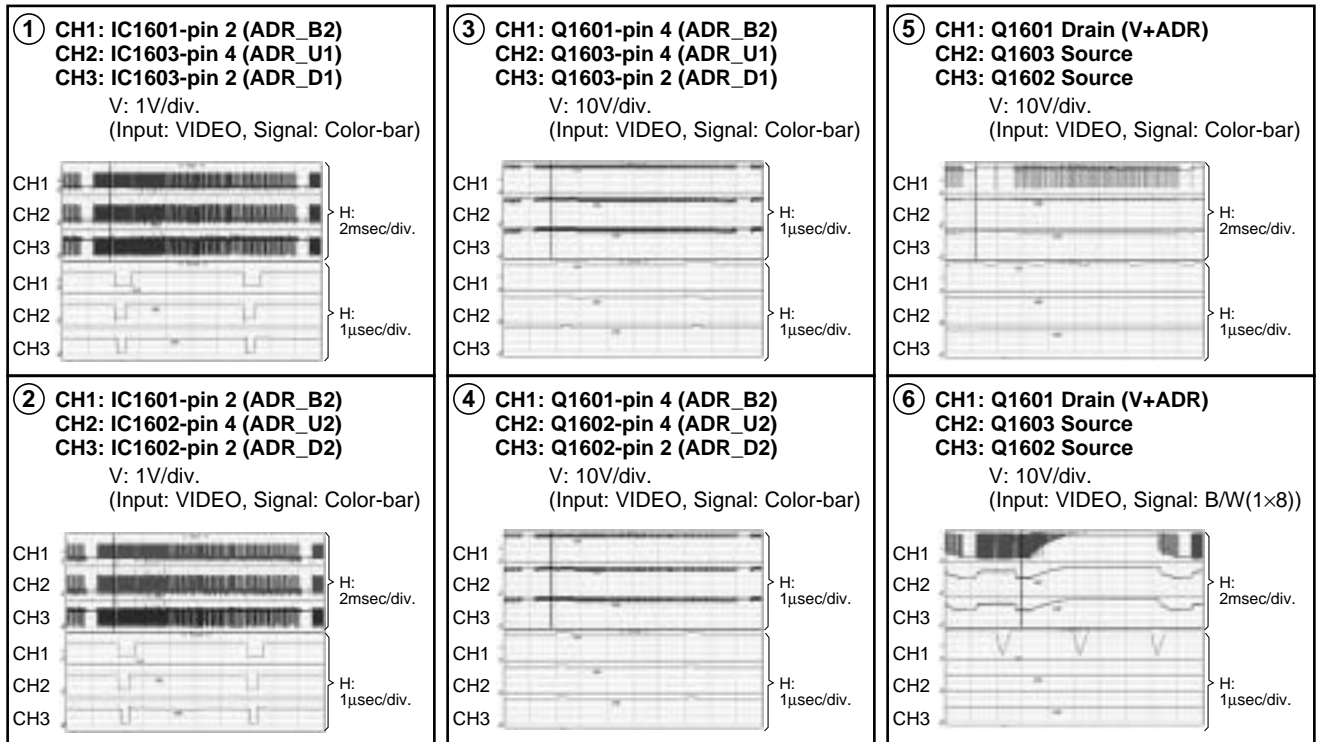 ① CH1: IC1601-pin 2 (ADR_B2)
CH2: IC1603-pin 4 (ADR_U1)
CH3: IC1603-pin 2 (ADR_D1)
V: 1V/div.
(Input: VIDEO, Signal: Color-bar)
CH1
CH2
CH3
H:
2msec/div.
CH1
CH2
CH3
H:
1µsec/div.
② CH1: IC1601-pin 2 (ADR_B2)
CH2: IC1602-pin 4 (ADR_U2)
CH3: IC1602-pin 2 (ADR_D2)
V: 1V/div.
(Input: VIDEO, Signal: Color-bar)
CH1
CH2
CH3
H:
2msec/div.
CH1
CH2
CH3
H:
1µsec/div.
③ CH1: Q1601-pin 4 (ADR_B2)
CH2: Q1603-pin 4 (ADR_U1)
CH3: Q1603-pin 2 (ADR_D1)
V: 10V/div.
(Input: VIDEO, Signal: Color-bar)
CH1
CH2
CH3
H:
1µsec/div.
CH1
CH2
CH3
H:
1µsec/div.
④ CH1: Q1601-pin 4 (ADR_B2)
CH2: Q1602-pin 4 (ADR_U2)
CH3: Q1602-pin 2 (ADR_D2)
V: 10V/div.
(Input: VIDEO, Signal: Color-bar)
CH1
CH2
CH3
H:
1µsec/div.
CH1
CH2
CH3
H:
1µsec/div.
⑤ CH1: Q1601 Drain (V+ADR)
CH2: Q1603 Source
CH3: Q1602 Source
V: 10V/div.
(Input: VIDEO, Signal: Color-bar)
CH1
CH2
CH3
H:
2msec/div.
CH1
CH2
CH3
H:
1µsec/div.
⑥ CH1: Q1601 Drain (V+ADR)
CH2: Q1603 Source
CH3: Q1602 Source
V: 10V/div.
(Input: VIDEO, Signal: B/W(1×8))
CH1
CH2
CH3
H:
2msec/div.
CH1
CH2
CH3
H:
1µsec/div.